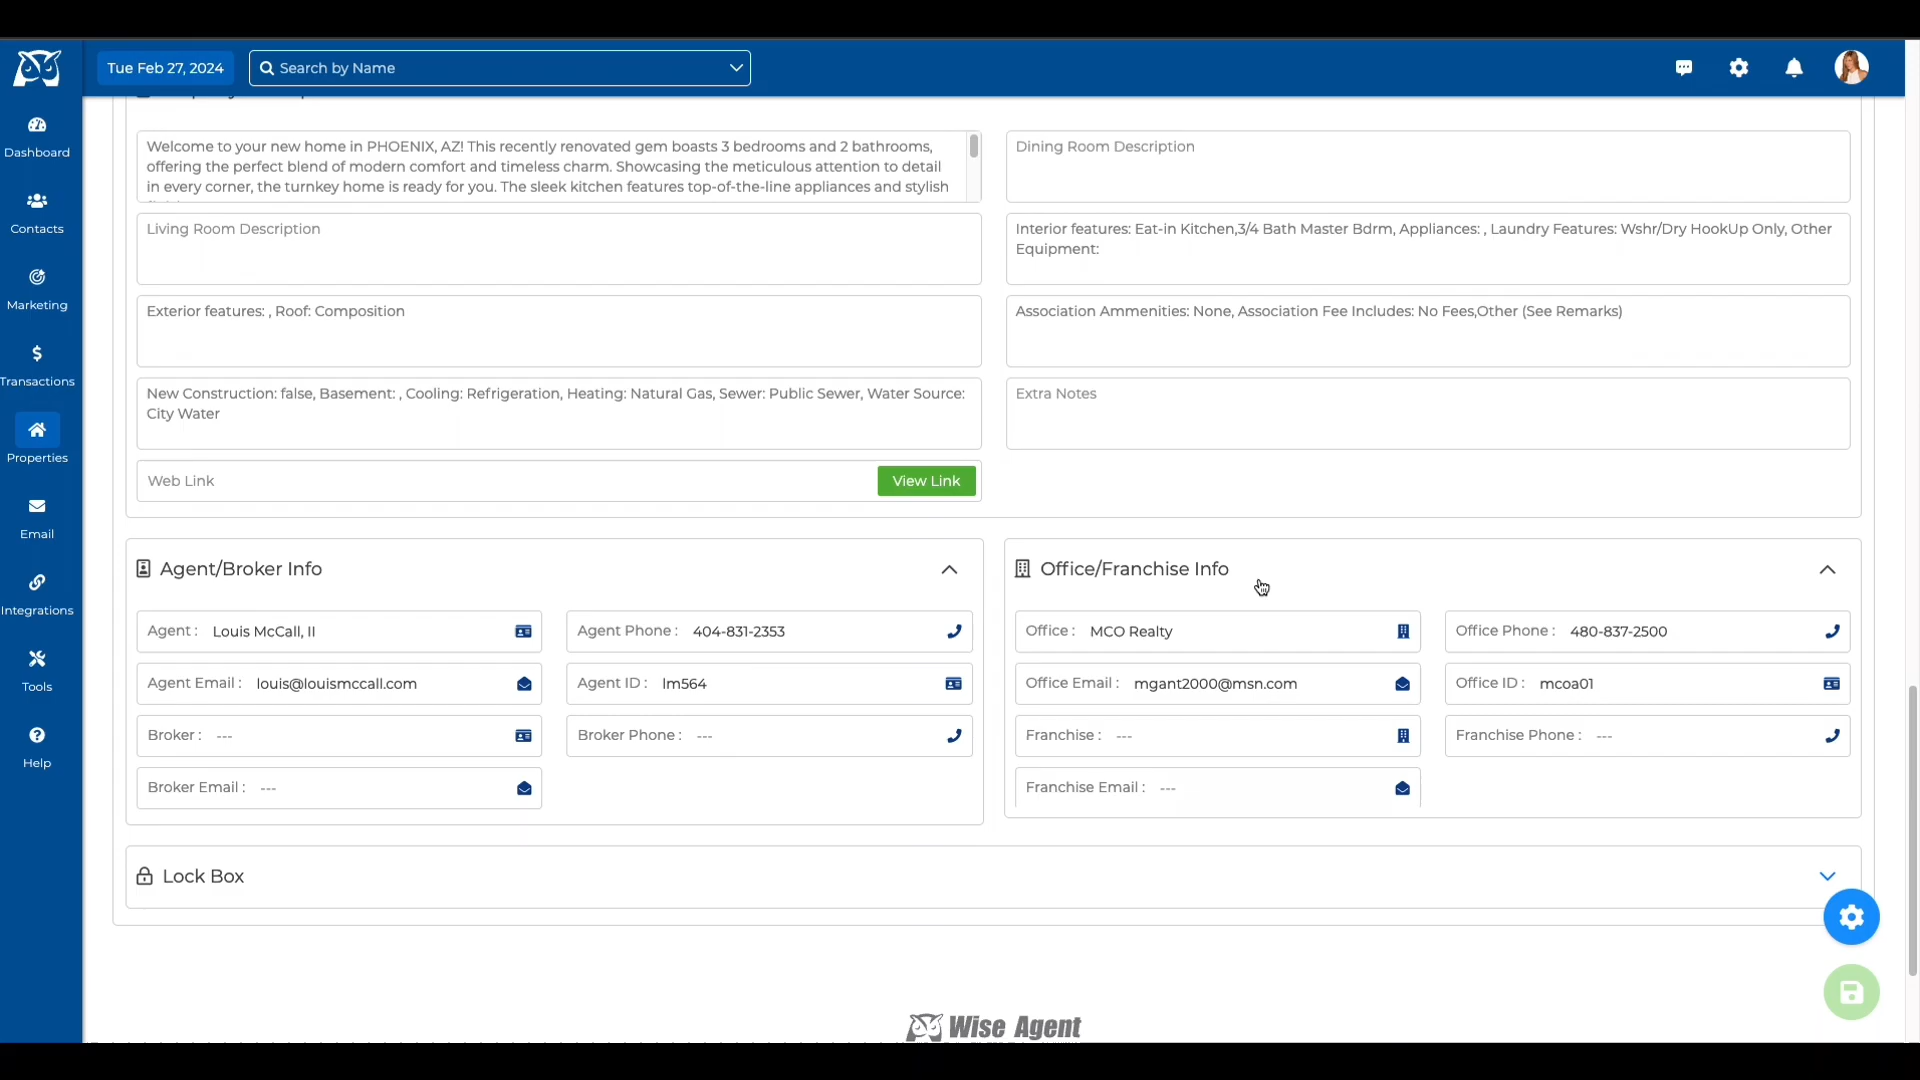 Tue Feb 27, 2024
Search by Name
Dashboard
Contacts
Marketing
Transactions
Properties
Email
Integrations
Tools
Help
Welcome to your new home in PHOENIX, AZ! This recently renovated gem boasts 3 bedrooms and 2 bathrooms,
offering the perfect blend of modern comfort and timeless charm. Showcasing the meticulous attention to detail
in every corner, the turnkey home is ready for you. The sleek kitchen features top-of-the-line appliances and stylish
Dining Room Description
Living Room Description
Interior features: Eat-in Kitchen,3/4 Bath Master Bdrm, Appliances: , Laundry Features: Wshr/Dry HookUp Only, Other
Equipment:
Exterior features: , Roof: Composition
Association Ammenities: None, Association Fee Includes: No Fees,Other (See Remarks)
New Construction: false, Basement: , Cooling: Refrigeration, Heating: Natural Gas, Sewer: Public Sewer, Water Source:
City Water
Extra Notes
Web Link
View Link
Agent/Broker Info
Agent : Louis McCall, II
Agent Phone : 404-831-2353
Agent Email : louis@louismccall.com
Agent ID : lm564
Broker : ---
Broker Phone : ---
Broker Email : ---
Office/Franchise Info
Office : MCO Realty
Office Phone : 480-837-2500
Office Email : mgant2000@msn.com
Office ID : mcoa01
Franchise : ---
Franchise Phone : ---
Franchise Email : ---
Lock Box
Wise Agent